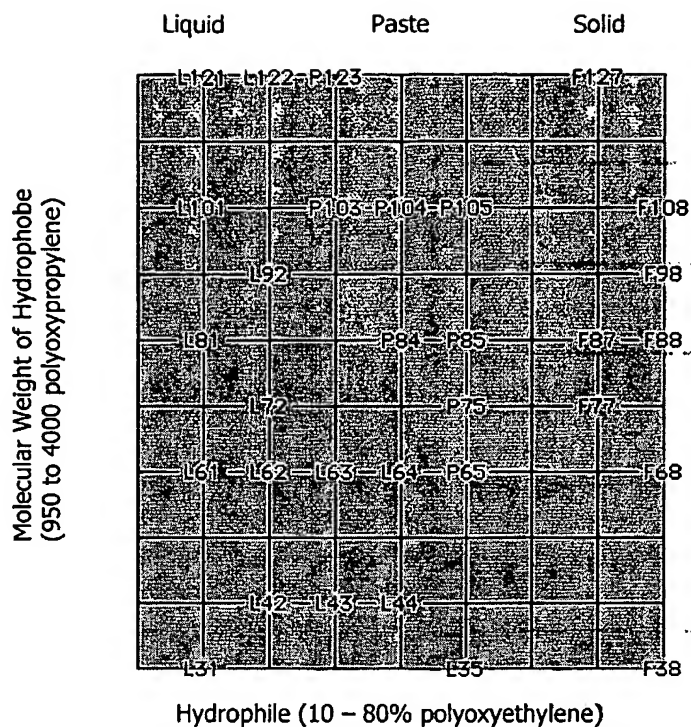 Liquid Paste Solid
L121 L122 P123 F127
L101 P103 P104 P105 F108
L92 F98
L81 P84 P85 F87 F88
L72 P75 F77
L61 L62 L63 L64 P65 F68
L42 L43 L44
L31 L35 F38
Molecular Weight of Hydrophobe
(950 to 4000 polyoxypropylene)
Hydrophile (10 – 80% polyoxyethylene)